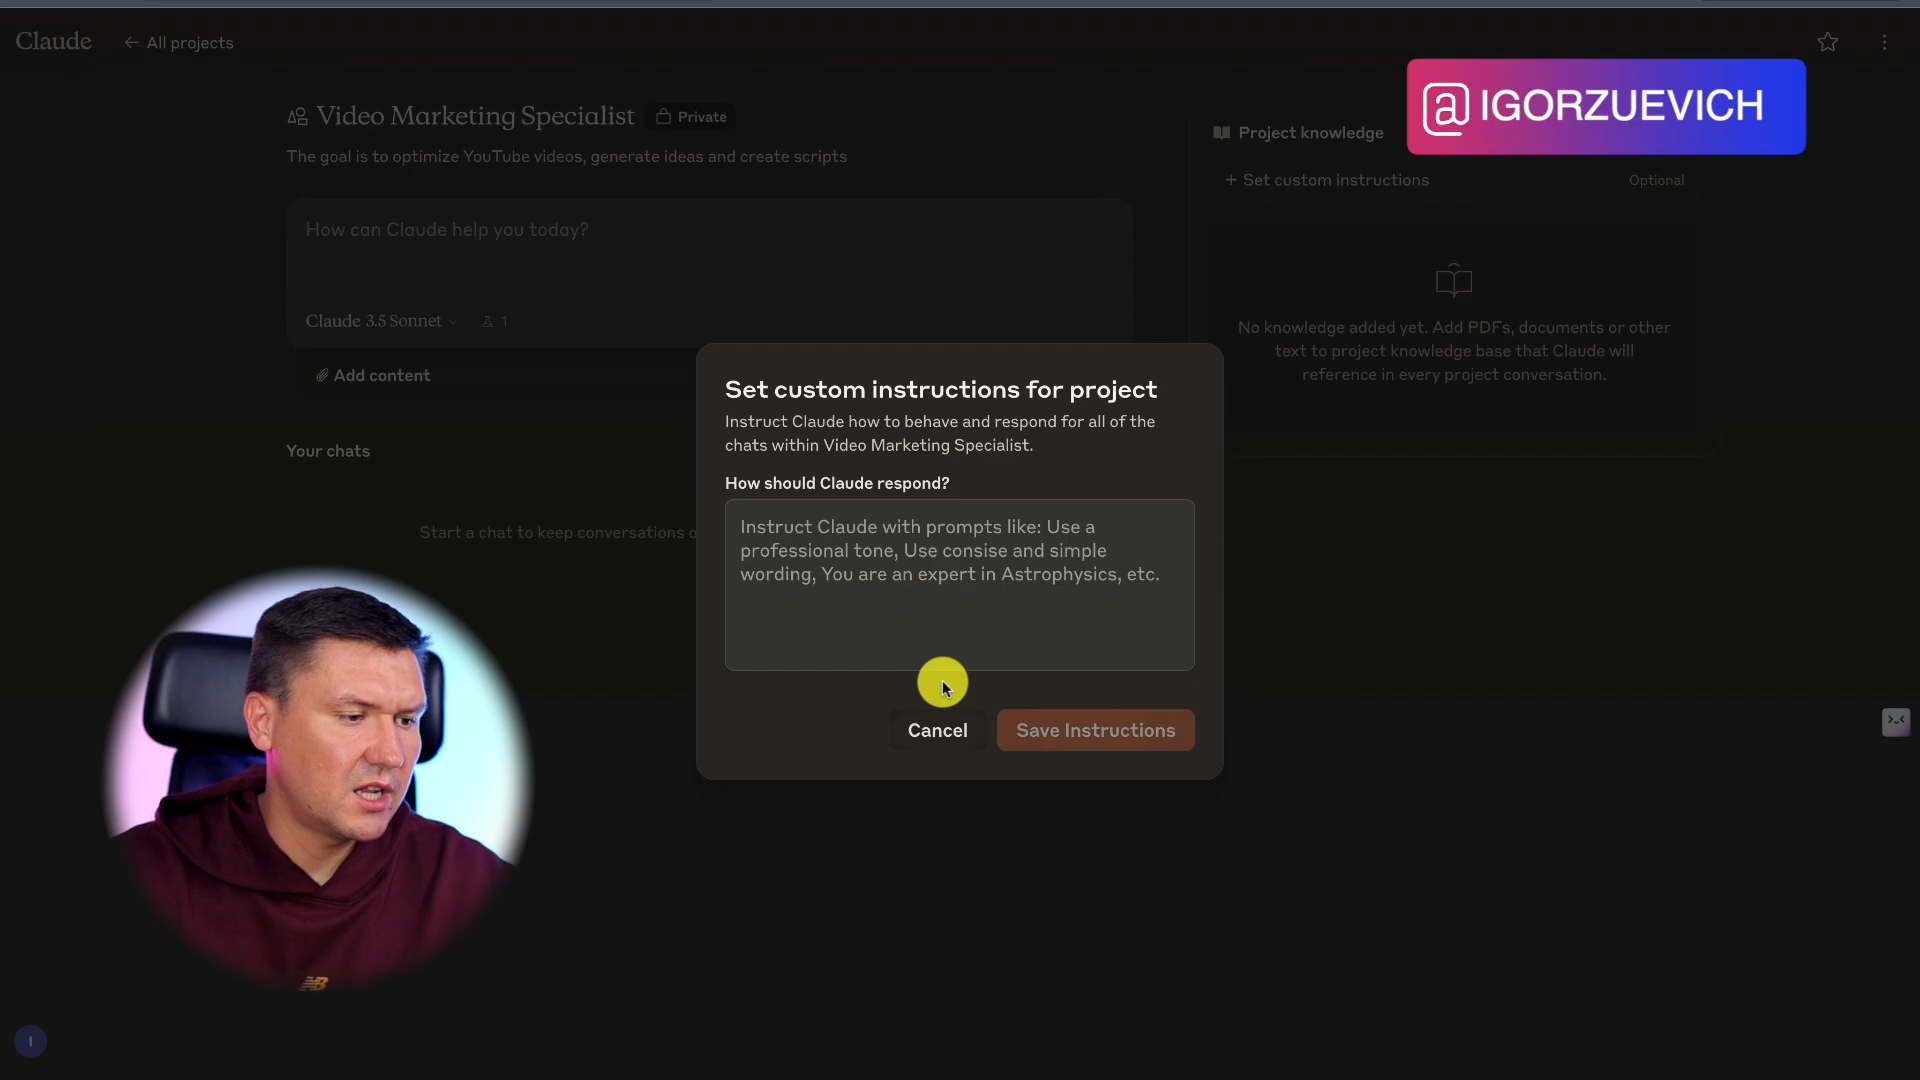 Claude
← All projects
@IGORZUEVICH
Video Marketing Specialist
Private
The goal is to optimize YouTube videos, generate ideas and create scripts
Project knowledge
+ Set custom instructions
Optional
How can Claude help you today?
Claude 3.5 Sonnet
1
Add content
No knowledge added yet. Add PDFs, documents or other
text to project knowledge base that Claude will
reference in every project conversation.
Your chats
Start a chat to keep conversations
Set custom instructions for project
Instruct Claude how to behave and respond for all of the
chats within Video Marketing Specialist.
How should Claude respond?
Instruct Claude with prompts like: Use a
professional tone, Use consise and simple
wording, You are an expert in Astrophysics, etc.
Cancel
Save Instructions
NB
I